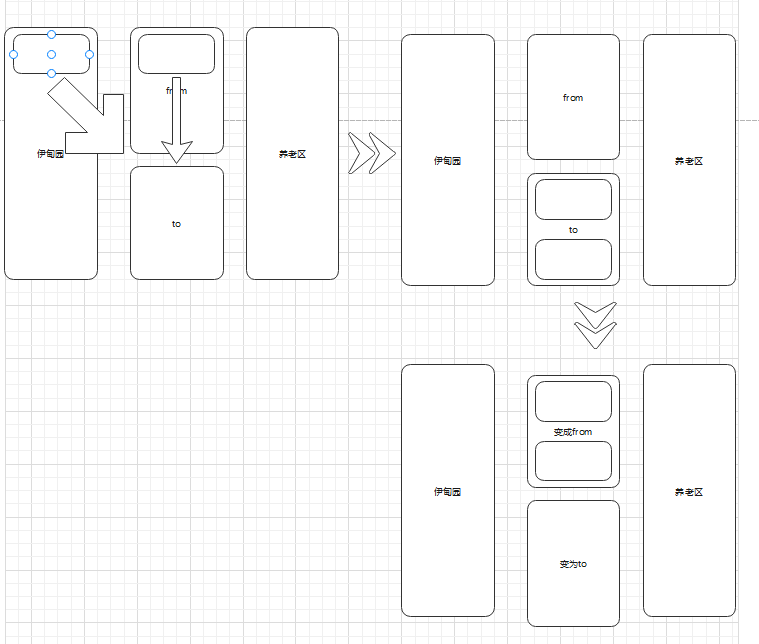 from
伊甸园
养老区
to
from
伊甸园
养老区
to
变成from
伊甸园
养老区
变为to